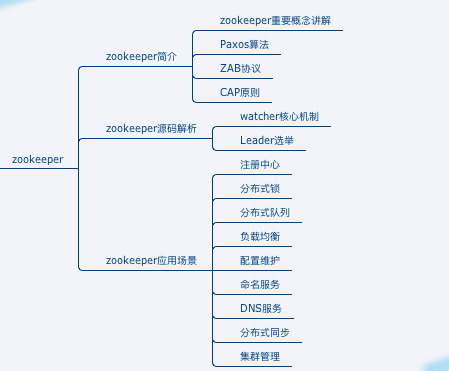 zookeeper
zookeeper简介
zookeeper重要概念讲解
Paxos算法
ZAB协议
CAP原则
zookeeper源码解析
watcher核心机制
Leader选举
zookeeper应用场景
注册中心
分布式锁
分布式队列
负载均衡
配置维护
命名服务
DNS服务
分布式同步
集群管理